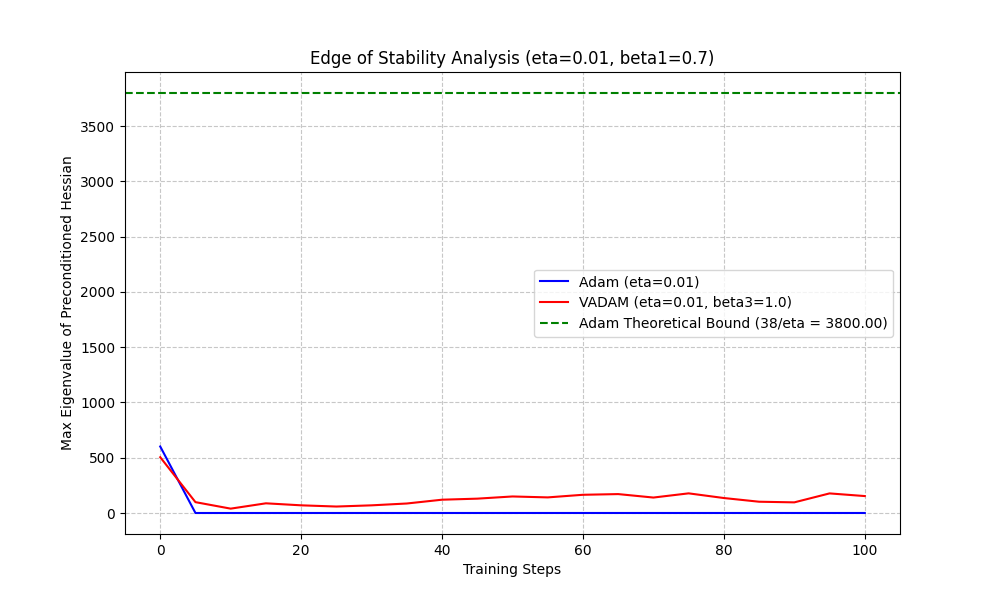 Edge of Stability Analysis (eta=0.01, beta1=0.7)
Max Eigenvalue of Preconditioned Hessian
3500
3000
2500
2000
1500
1000
500
0
Adam (eta=0.01)
VADAM (eta=0.01, beta3=1.0)
Adam Theoretical Bound (38/eta = 3800.00)
0 20 40 60 80 100
Training Steps